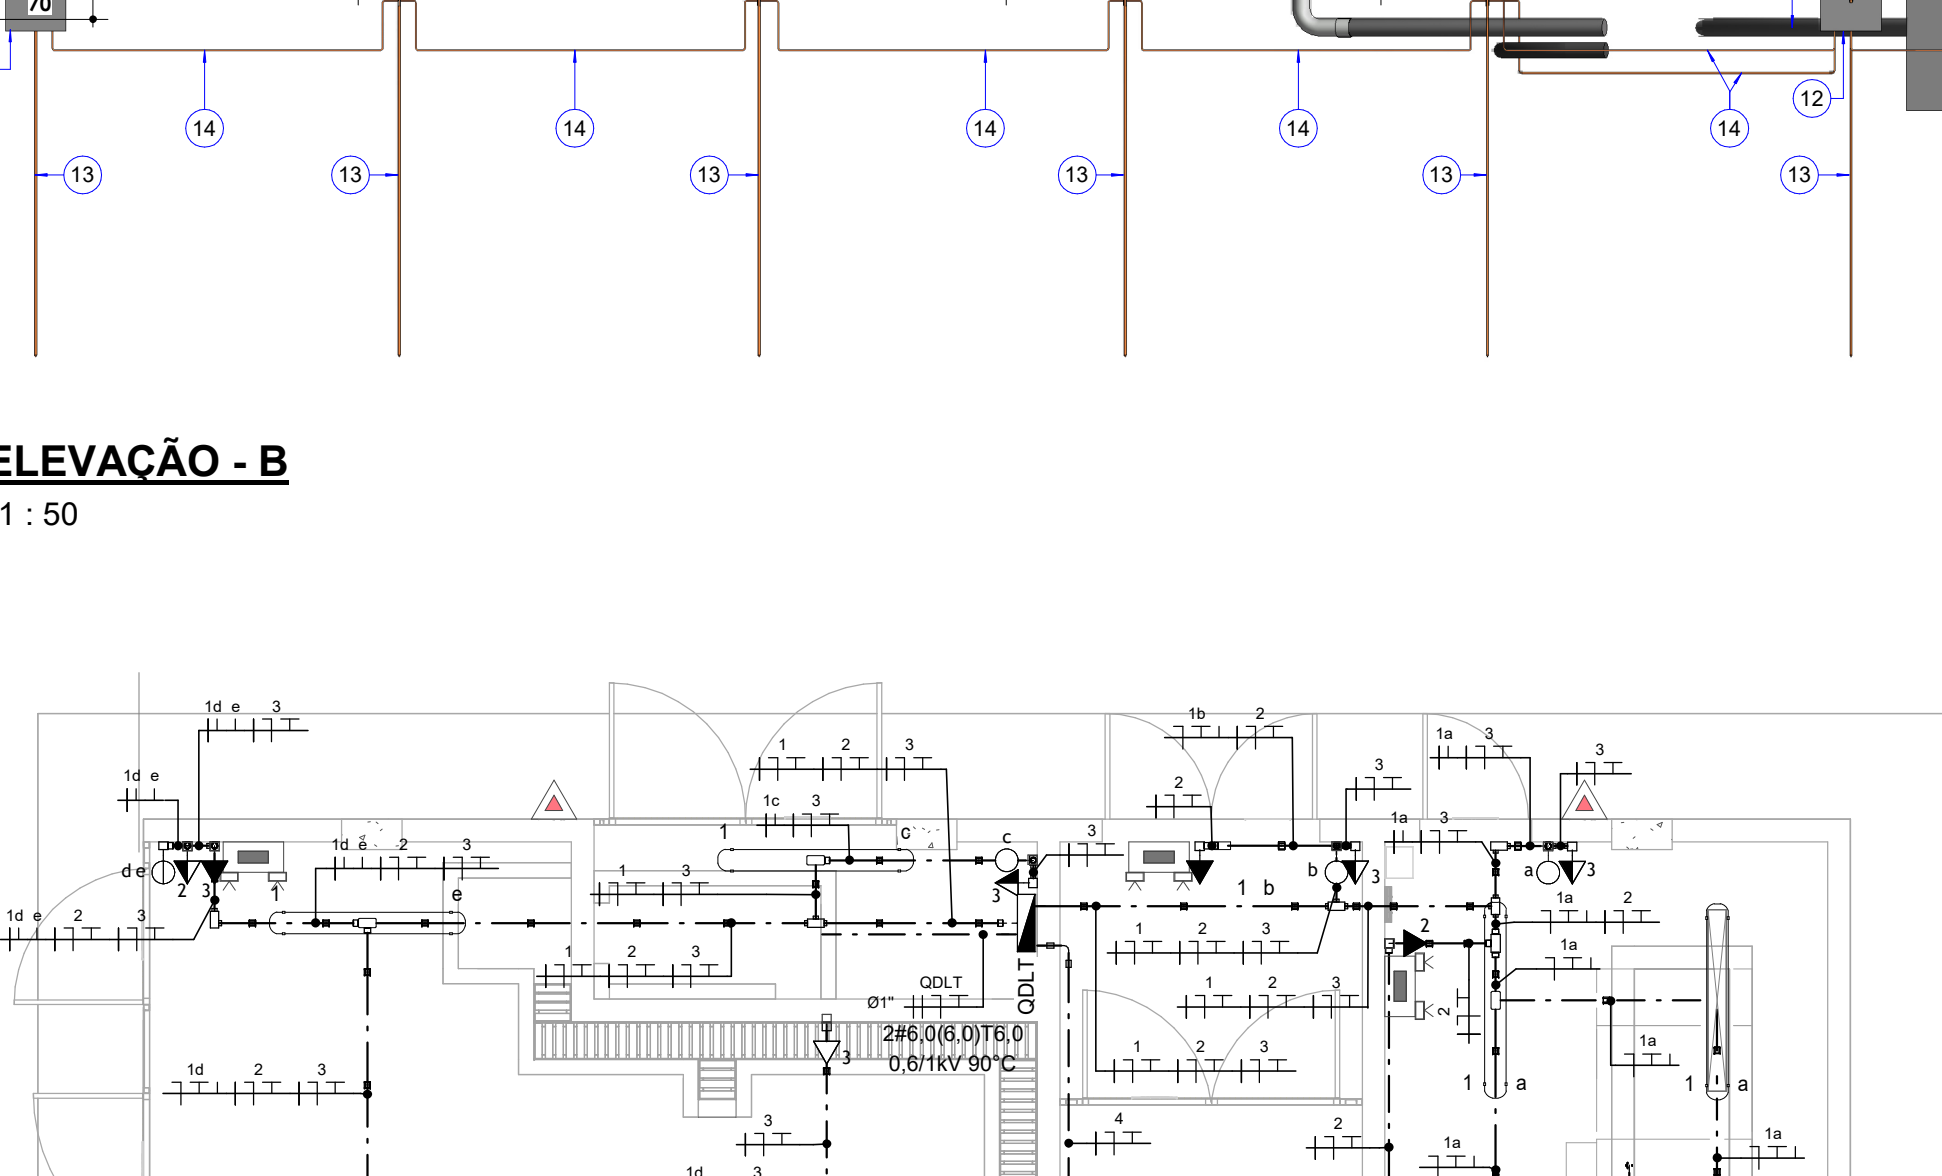 70
12
14 14 14 14 14
13 13 13 13 13 13
ELEVAÇÃO - B
1 : 50
1d e 3
1b 2
1 2 3
1a 3
3
1d e
2
3
1c 3
1 c c
3
1a 3
1d e 2 3
d e 2 3
1 e
1 3
3
b 3
1 b
a 3
1d e 2 3
1a 2
2
1 2 3
1 2 3
1a
QDLT
Ø1"
QDLT
1 2 3
2
2#6,0(6,0)T6,0
0,6/1kV 90°C
3
1 2 3
1a
1d 2 3
1 a
1 a
3
4
2
1a
1a
1d 3